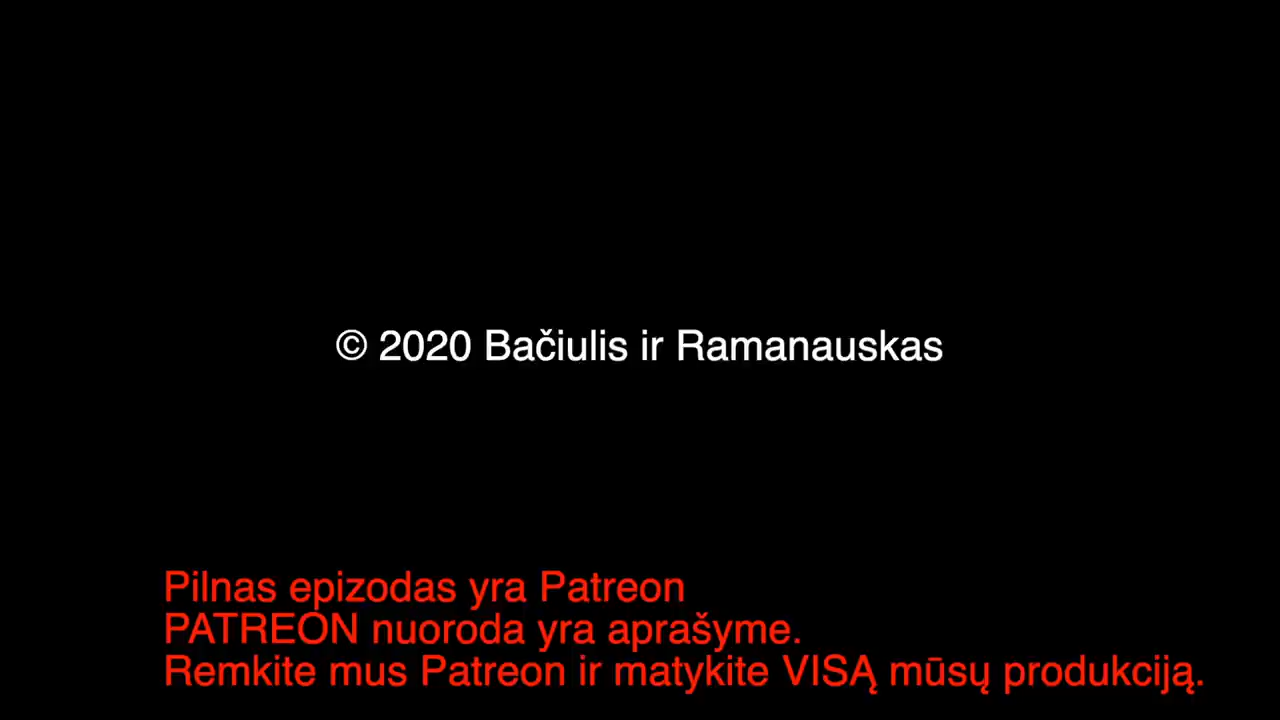 © 2020 Bačiulis ir Ramanauskas
Pilnas epizodas yra Patreon
PATREON nuoroda yra aprašyme.
Remkite mus Patreon ir matykite VISĄ mūsų produkciją.